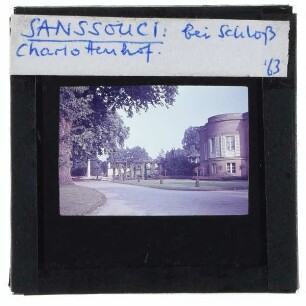 SANSSOUCI: bei Schloß
Charlottenhof.
'63